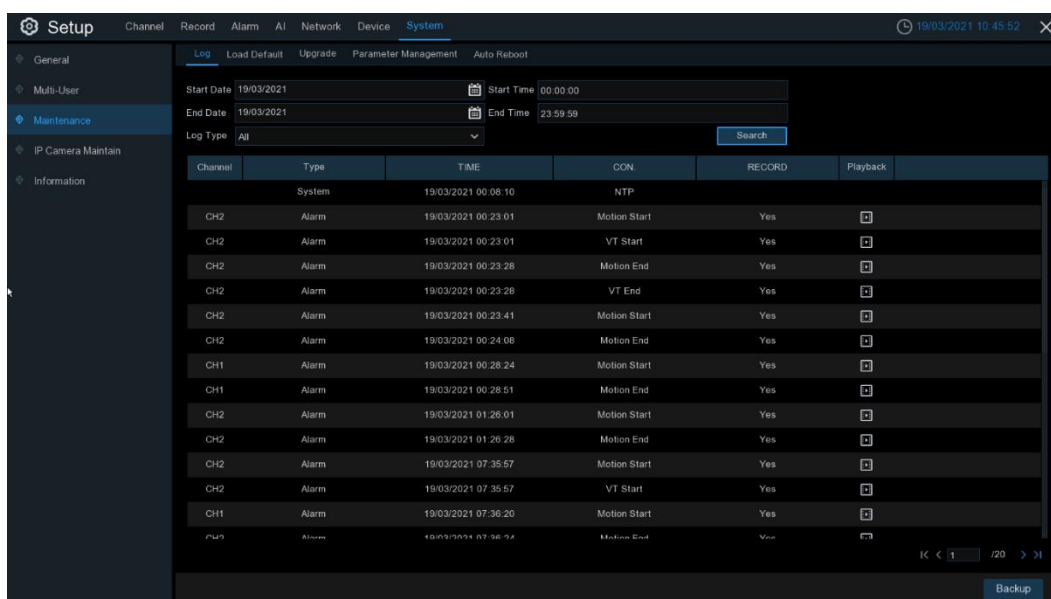 Setup Channel Record Alarm AI Network Device System 19/03/2021 10:45:52
General
Multi-User
Maintenance
IP Camera Maintain
Information
Log Load Default Upgrade Parameter Management Auto Reboot
Start Date 19/03/2021 Start Time 00:00:00
End Date 19/03/2021 End Time 23:59:59
Log Type All Search
Channel Type TIME CON. RECORD Playback
System 19/03/2021 00:08:10 NTP
CH2 Alarm 19/03/2021 00:23:01 Motion Start Yes
CH2 Alarm 19/03/2021 00:23:01 VT Start Yes
CH2 Alarm 19/03/2021 00:23:28 Motion End Yes
CH2 Alarm 19/03/2021 00:23:28 VT End Yes
CH2 Alarm 19/03/2021 00:23:41 Motion Start Yes
CH2 Alarm 19/03/2021 00:24:08 Motion End Yes
CH1 Alarm 19/03/2021 00:28:24 Motion Start Yes
CH1 Alarm 19/03/2021 00:28:51 Motion End Yes
CH2 Alarm 19/03/2021 01:26:01 Motion Start Yes
CH2 Alarm 19/03/2021 01:26:28 Motion End Yes
CH2 Alarm 19/03/2021 07:35:57 Motion Start Yes
CH2 Alarm 19/03/2021 07:35:57 VT Start Yes
CH1 Alarm 19/03/2021 07:36:20 Motion Start Yes
CH2 Alarm 19/03/2021 07:36:24 Motion End Yes
1 /20
Backup